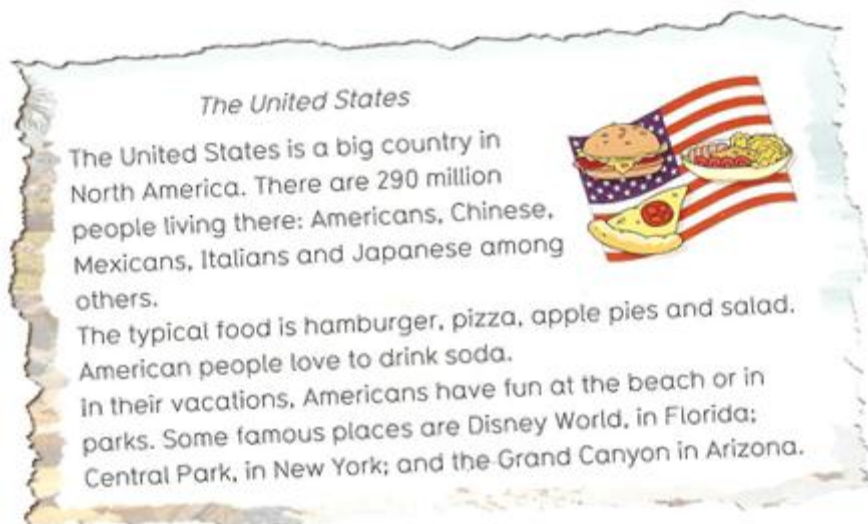 The United States
The United States is a big country in
North America. There are 290 million
people living there: Americans, Chinese,
Mexicans, Italians and Japanese among
others.
The typical food is hamburger, pizza, apple pies and salad.
American people love to drink soda.
In their vacations, Americans have fun at the beach or in
parks. Some famous places are Disney World, in Florida;
Central Park, in New York; and the Grand Canyon in Arizona.